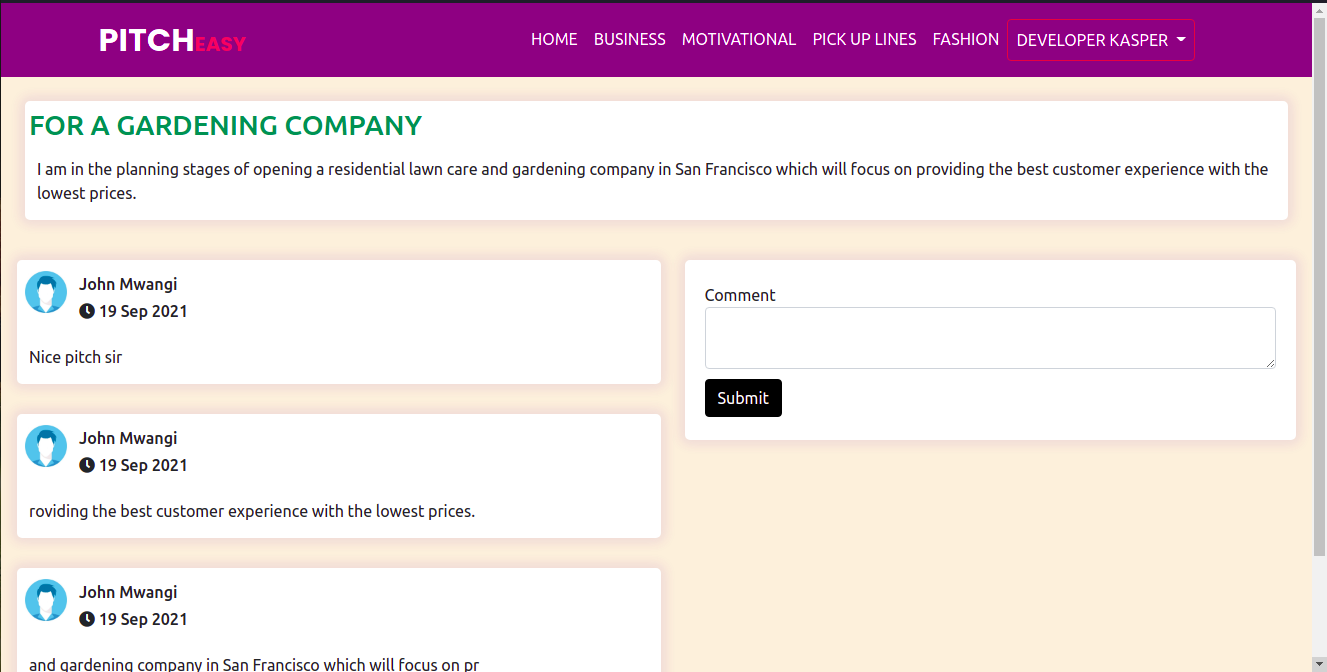 PITCHEASY
HOME BUSINESS MOTIVATIONAL PICK UP LINES FASHION DEVELOPER KASPER
FOR A GARDENING COMPANY
I am in the planning stages of opening a residential lawn care and gardening company in San Francisco which will focus on providing the best customer experience with the
lowest prices.
John Mwangi
19 Sep 2021
Nice pitch sir
John Mwangi
19 Sep 2021
roviding the best customer experience with the lowest prices.
John Mwangi
19 Sep 2021
and gardening company in San Francisco which will focus on pr
Comment
Submit